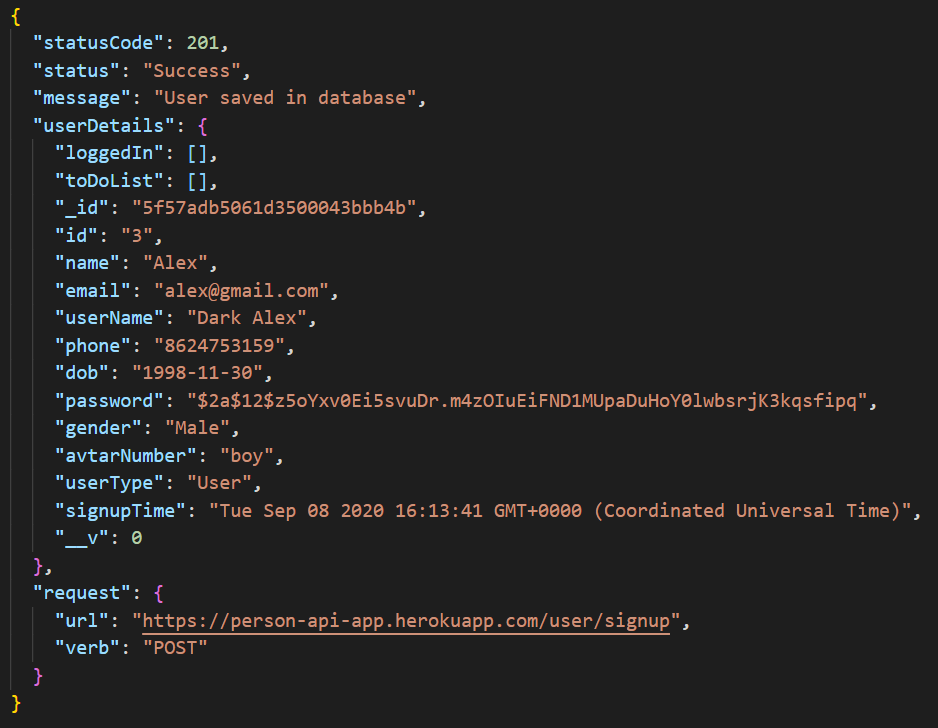 {
  "statusCode": 201,
  "status": "Success",
  "message": "User saved in database",
  "userDetails": {
    "loggedIn": [],
    "toDoList": [],
    "_id": "5f57adb5061d3500043bbb4b",
    "id": "3",
    "name": "Alex",
    "email": "alex@gmail.com",
    "userName": "Dark Alex",
    "phone": "8624753159",
    "dob": "1998-11-30",
    "password": "$2a$12$z5oYxv0Ei5svuDr.m4zOIuEiFND1MUpaDuHoY0lwbsrjK3kqsfipq",
    "gender": "Male",
    "avtarNumber": "boy",
    "userType": "User",
    "signupTime": "Tue Sep 08 2020 16:13:41 GMT+0000 (Coordinated Universal Time)",
    "__v": 0
  },
  "request": {
    "url": "https://person-api-app.herokuapp.com/user/signup",
    "verb": "POST"
  }
}